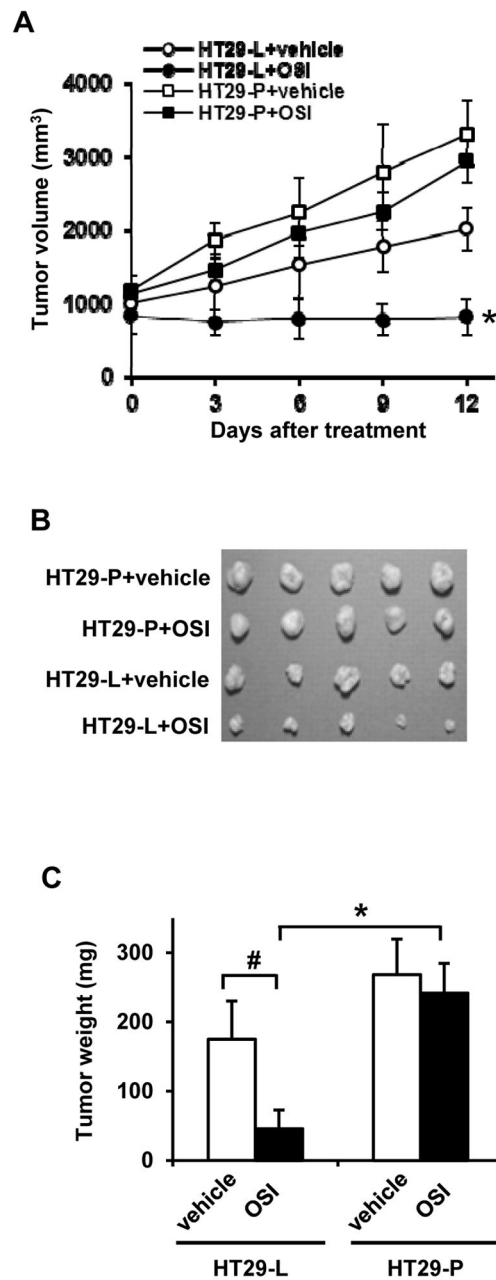 A
HT29-L+vehicle
HT29-L+OSI
HT29-P+vehicle
HT29-P+OSI
Tumor volume (mm³)
4000
3000
2000
1000
0
*
0 3 6 9 12
Days after treatment
B
HT29-P+vehicle
HT29-P+OSI
HT29-L+vehicle
HT29-L+OSI
C
Tumor weight (mg)
300
200
100
0
#
*
vehicle OSI vehicle OSI
HT29-L HT29-P